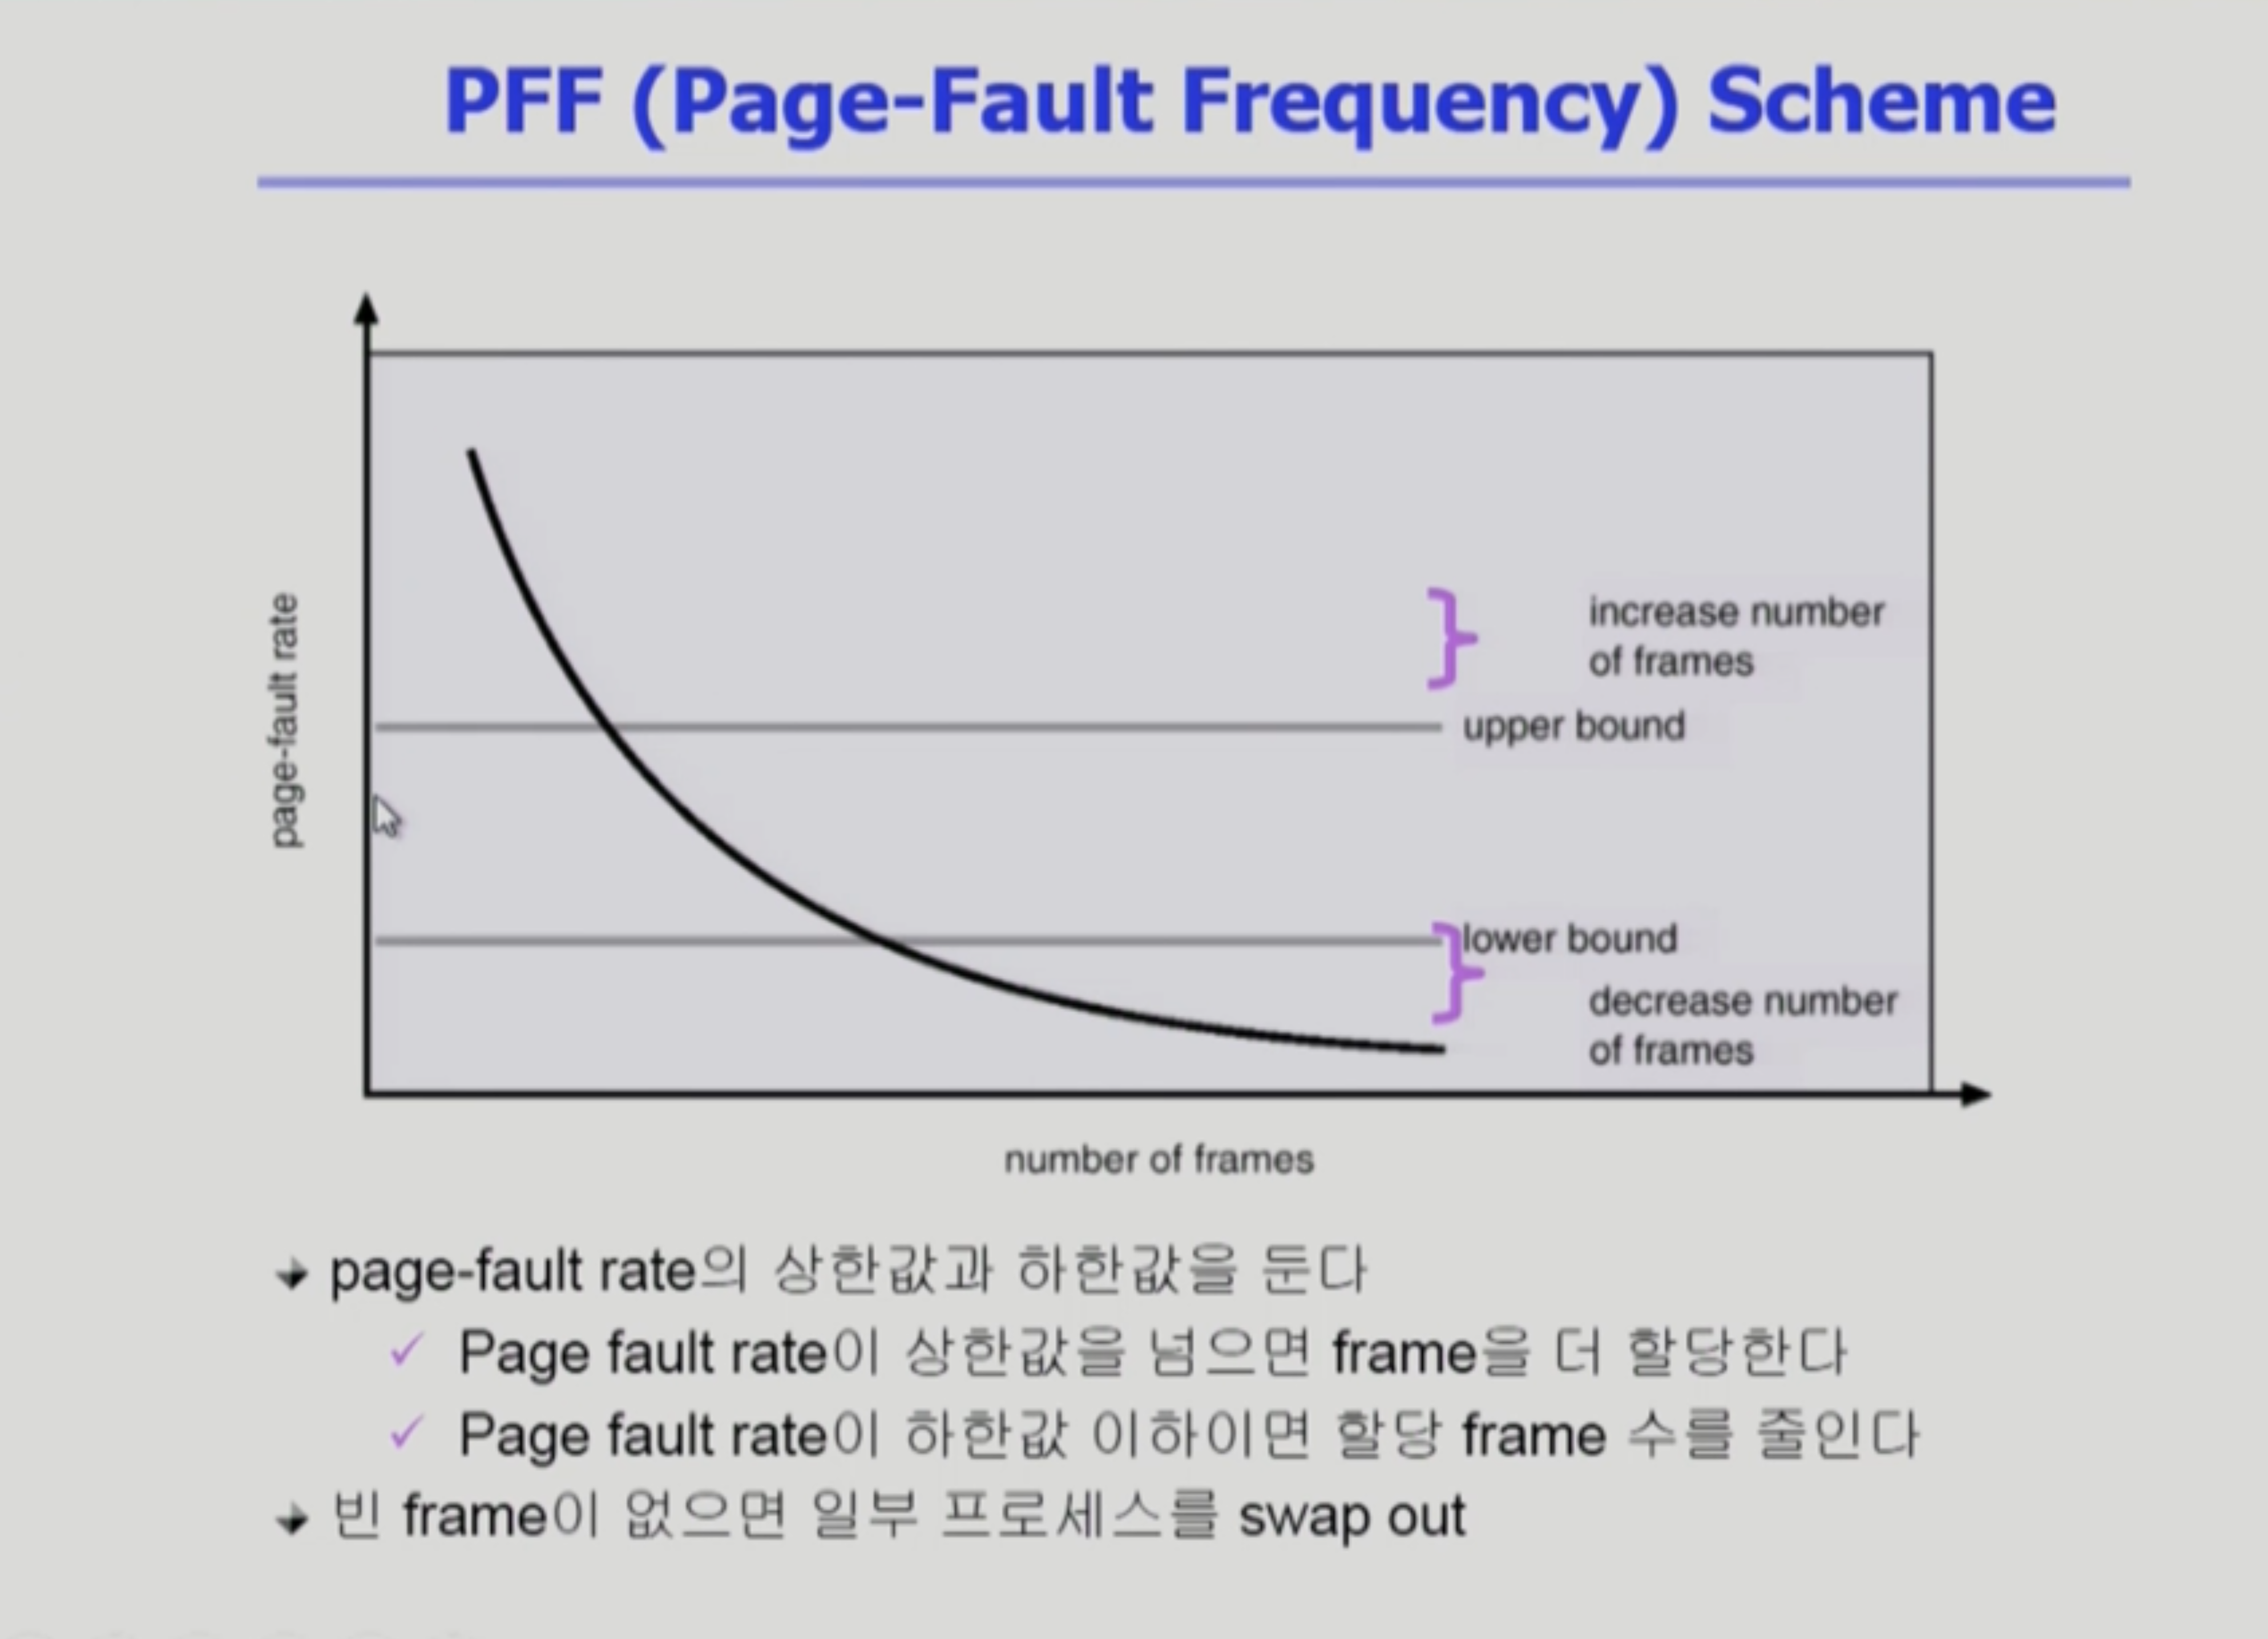 PFF (Page-Fault Frequency) Scheme
page-fault rate
increase number
of frames
upper bound
lower bound
decrease number
of frames
number of frames
page-fault rate의 상한값과 하한값을 둔다
Page fault rate이 상한값을 넘으면 frame을 더 할당한다
Page fault rate이 하한값 이하이면 할당 frame 수를 줄인다
빈 frame이 없으면 일부 프로세스를 swap out